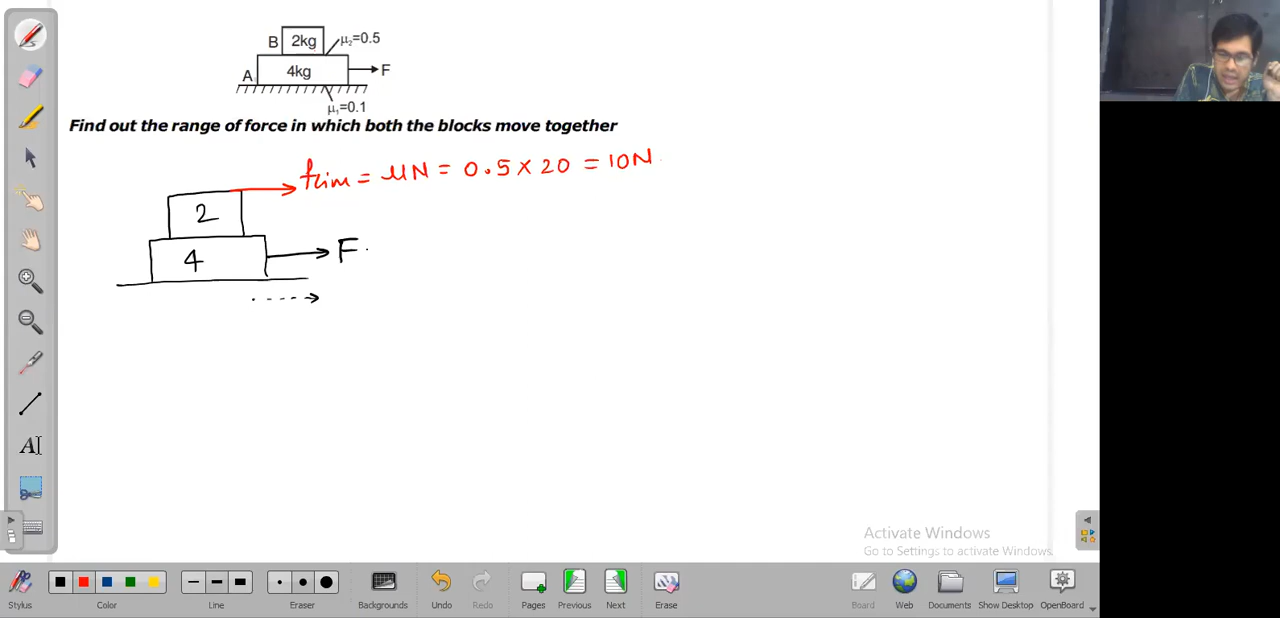 B 2kg μ₂=0.5
A 4kg F
μ₁=0.1
Find out the range of force in which both the blocks move together
flim = μN = 0.5 × 20 = 10N
2
4 F
Activate Windows
Go to Settings to activate Windows.
Stylus Color Line Eraser Backgrounds Undo Redo Pages Previous Next Erase Board Web Documents Show Desktop OpenBoard